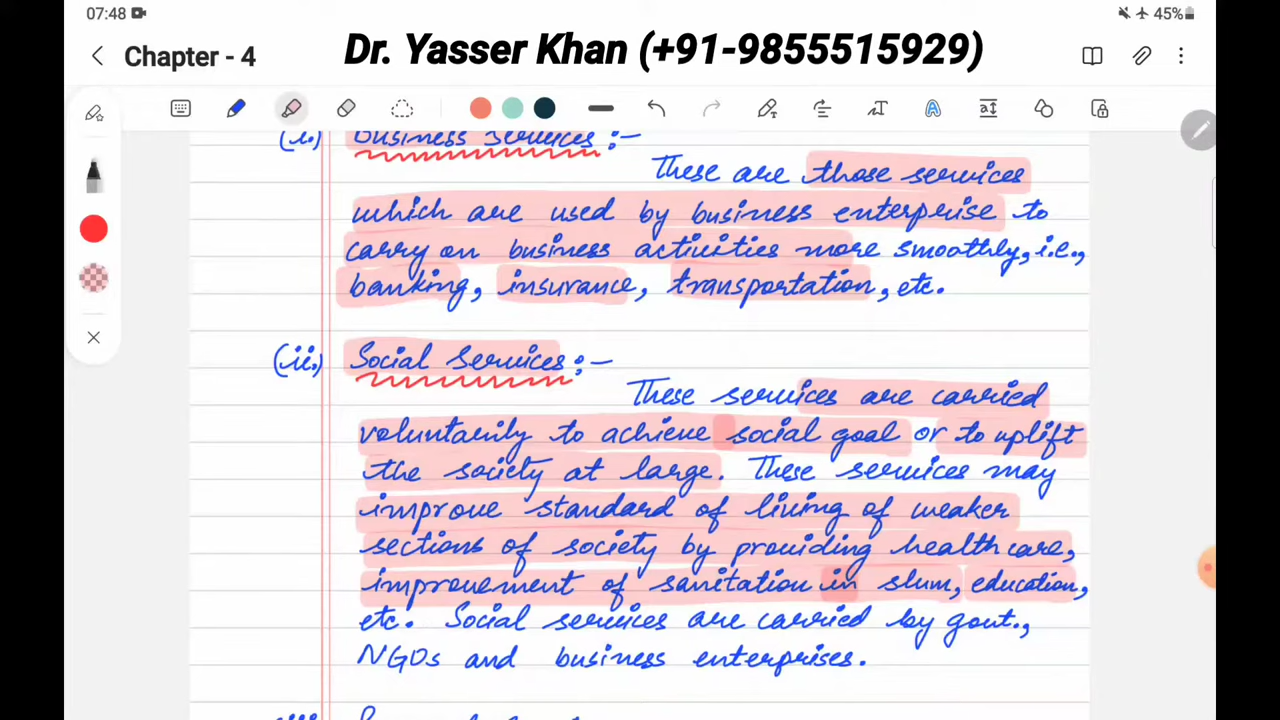 07:48
45%
Chapter - 4
Dr. Yasser Khan (+91-9855515929)
(i.) Business Services :-
These are those services
which are used by business enterprise to
carry on business activities more smoothly, i.e.,
banking, insurance, transportation, etc.
(ii.) Social Services :-
These services are carried
voluntarily to achieve social goal or to uplift
the society at large. These services may
improve standard of living of weaker
sections of society by providing health care,
improvement of sanitation in slum, education,
etc. Social services are carried by govt.,
NGOs and business enterprises.